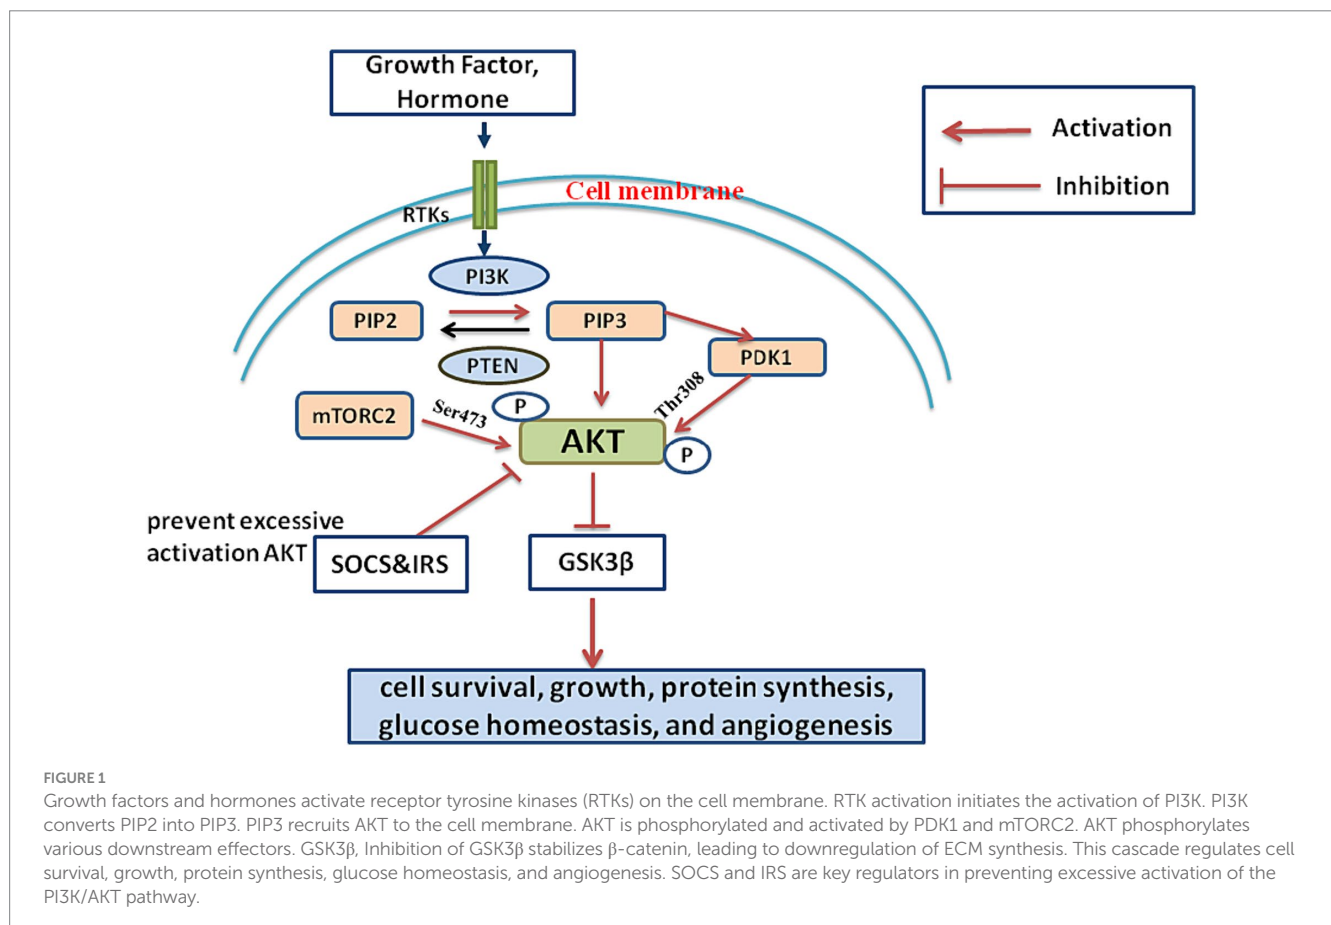 Growth Factor,
Hormone
Activation
Inhibition
Cell membrane
RTKs
PI3K
PIP2
PIP3
PTEN
PDK1
Thr308
mTORC2
Ser473
P
AKT
P
prevent excessive
activation AKT
SOCS&IRS
GSK3β
cell survival, growth, protein synthesis,
glucose homeostasis, and angiogenesis
FIGURE 1
Growth factors and hormones activate receptor tyrosine kinases (RTKs) on the cell membrane. RTK activation initiates the activation of PI3K. PI3K
converts PIP2 into PIP3. PIP3 recruits AKT to the cell membrane. AKT is phosphorylated and activated by PDK1 and mTORC2. AKT phosphorylates
various downstream effectors. GSK3β, Inhibition of GSK3β stabilizes β-catenin, leading to downregulation of ECM synthesis. This cascade regulates cell
survival, growth, protein synthesis, glucose homeostasis, and angiogenesis. SOCS and IRS are key regulators in preventing excessive activation of the
PI3K/AKT pathway.